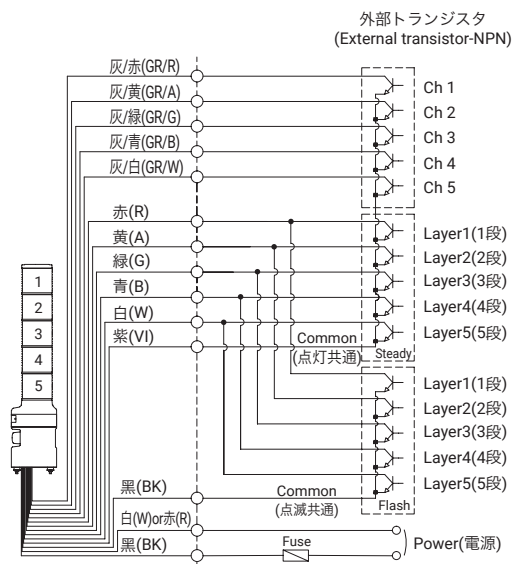 外部トランジスタ
(External transistor-NPN)
灰/赤(GR/R)
Ch 1
灰/黄(GR/A)
Ch 2
灰/緑(GR/G)
Ch 3
灰/青(GR/B)
Ch 4
灰/白(GR/W)
Ch 5
赤(R)
Layer1(1段)
黄(A)
Layer2(2段)
緑(G)
Layer3(3段)
青(B)
Layer4(4段)
白(W)
Layer5(5段)
紫(VI)
Common
(点灯共通)
Steady
1
2
3
4
5
Layer1(1段)
Layer2(2段)
Layer3(3段)
Layer4(4段)
Layer5(5段)
黒(BK)
Common
(点滅共通)
Flash
白(W)or赤(R)
黒(BK)
Fuse
Power(電源)